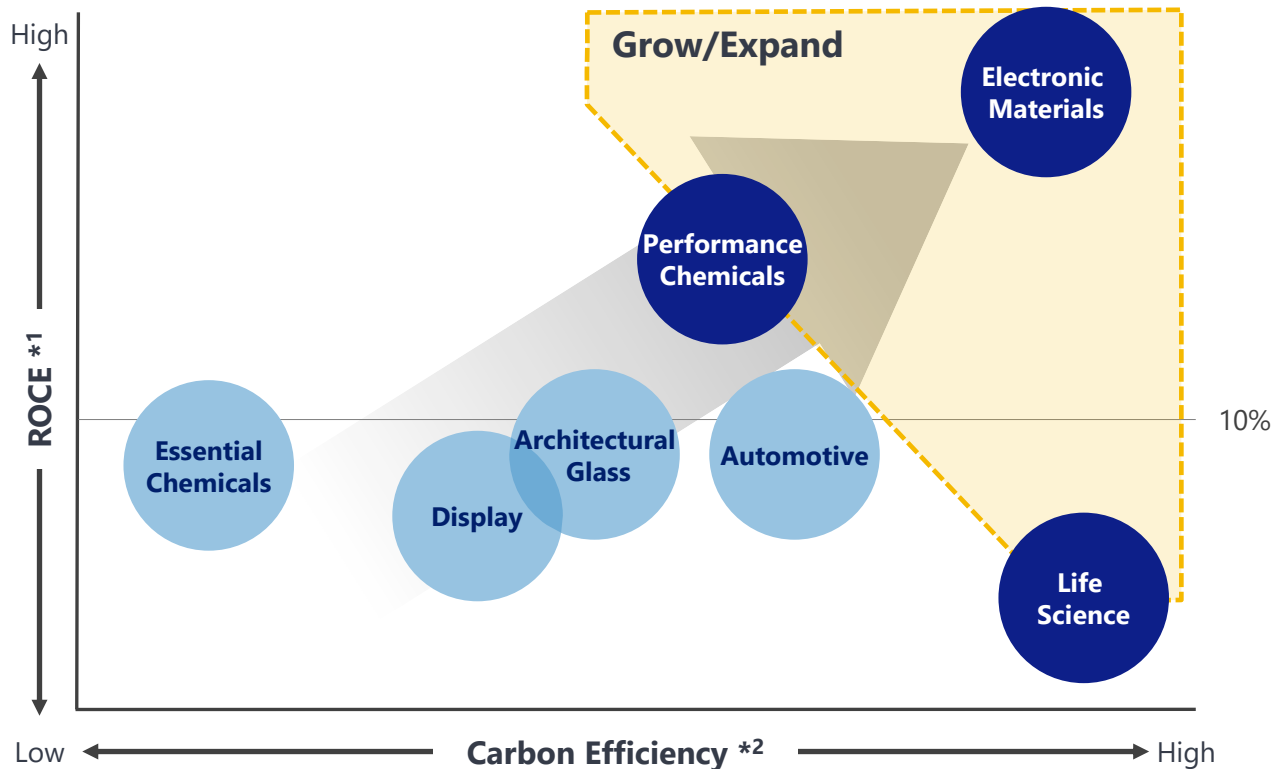 High
Grow/Expand
Electronic
Materials
Performance
Chemicals
ROCE *1
10%
Essential
Chemicals
Architectural
Glass
Automotive
Display
Life
Science
Low
Carbon Efficiency *2
High